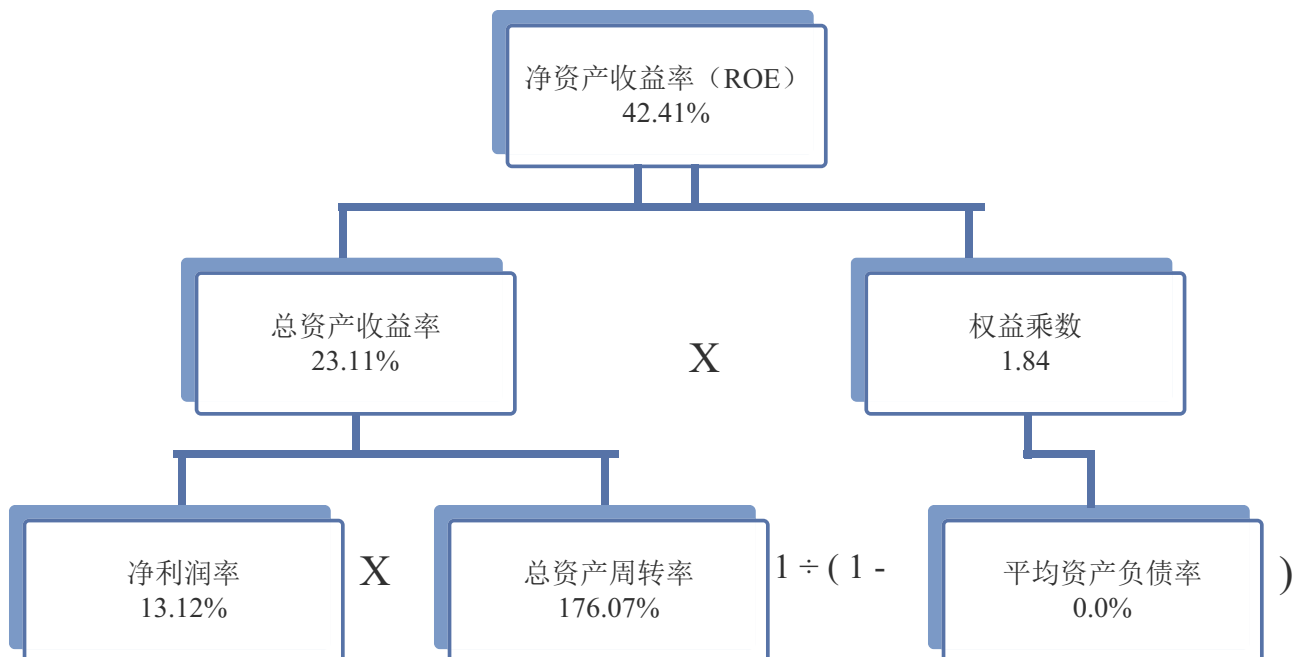 净资产收益率（ROE）
42.41%
总资产收益率
23.11%
X
权益乘数
1.84
净利润率
13.12%
X
总资产周转率
176.07%
1 ÷ ( 1 -
平均资产负债率
0.0%
)